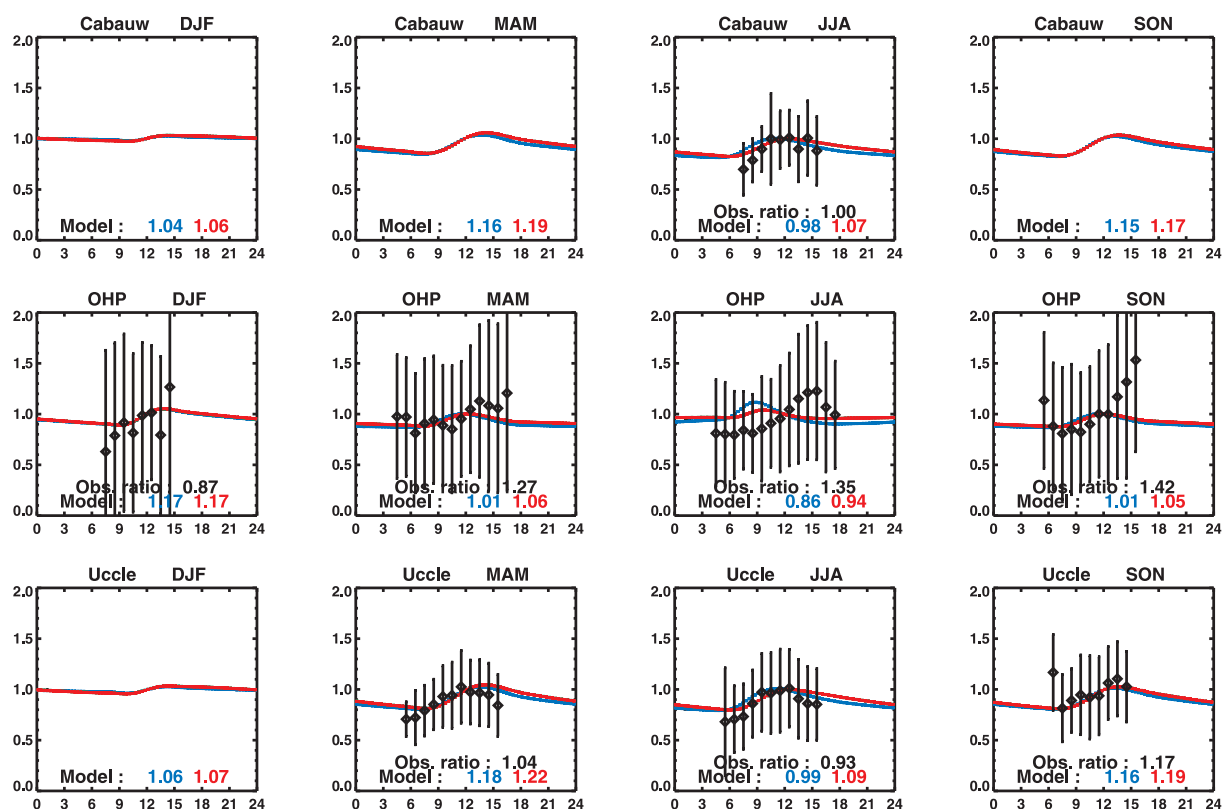 Cabauw DJF
Cabauw MAM
Cabauw JJA
Cabauw SON
2.0 2.0 2.0 2.0
1.5 1.5 1.5 1.5
1.0 1.0 1.0 1.0
0.5 0.5 0.5 0.5
Obs. ratio : 1.00
Model : 1.04 1.06
Model : 1.16 1.19
Model : 0.98 1.07
Model : 1.15 1.17
0.0 0.0 0.0 0.0
0 3 6 9 12 15 18 21 24
0 3 6 9 12 15 18 21 24
0 3 6 9 12 15 18 21 24
0 3 6 9 12 15 18 21 24
OHP DJF
OHP MAM
OHP JJA
OHP SON
2.0 2.0 2.0 2.0
1.5 1.5 1.5 1.5
1.0 1.0 1.0 1.0
0.5 0.5 0.5 0.5
Obs. ratio : 0.87
Obs. ratio : 1.27
Obs. ratio : 1.35
Obs. ratio : 1.42
Model : 1.17 1.17
Model : 1.01 1.06
Model : 0.86 0.94
Model : 1.01 1.05
0.0 0.0 0.0 0.0
0 3 6 9 12 15 18 21 24
0 3 6 9 12 15 18 21 24
0 3 6 9 12 15 18 21 24
0 3 6 9 12 15 18 21 24
Uccle DJF
Uccle MAM
Uccle JJA
Uccle SON
2.0 2.0 2.0 2.0
1.5 1.5 1.5 1.5
1.0 1.0 1.0 1.0
0.5 0.5 0.5 0.5
Obs. ratio : 1.04
Obs. ratio : 0.93
Obs. ratio : 1.17
Model : 1.06 1.07
Model : 1.18 1.22
Model : 0.99 1.09
Model : 1.16 1.19
0.0 0.0 0.0 0.0
0 3 6 9 12 15 18 21 24
0 3 6 9 12 15 18 21 24
0 3 6 9 12 15 18 21 24
0 3 6 9 12 15 18 21 24